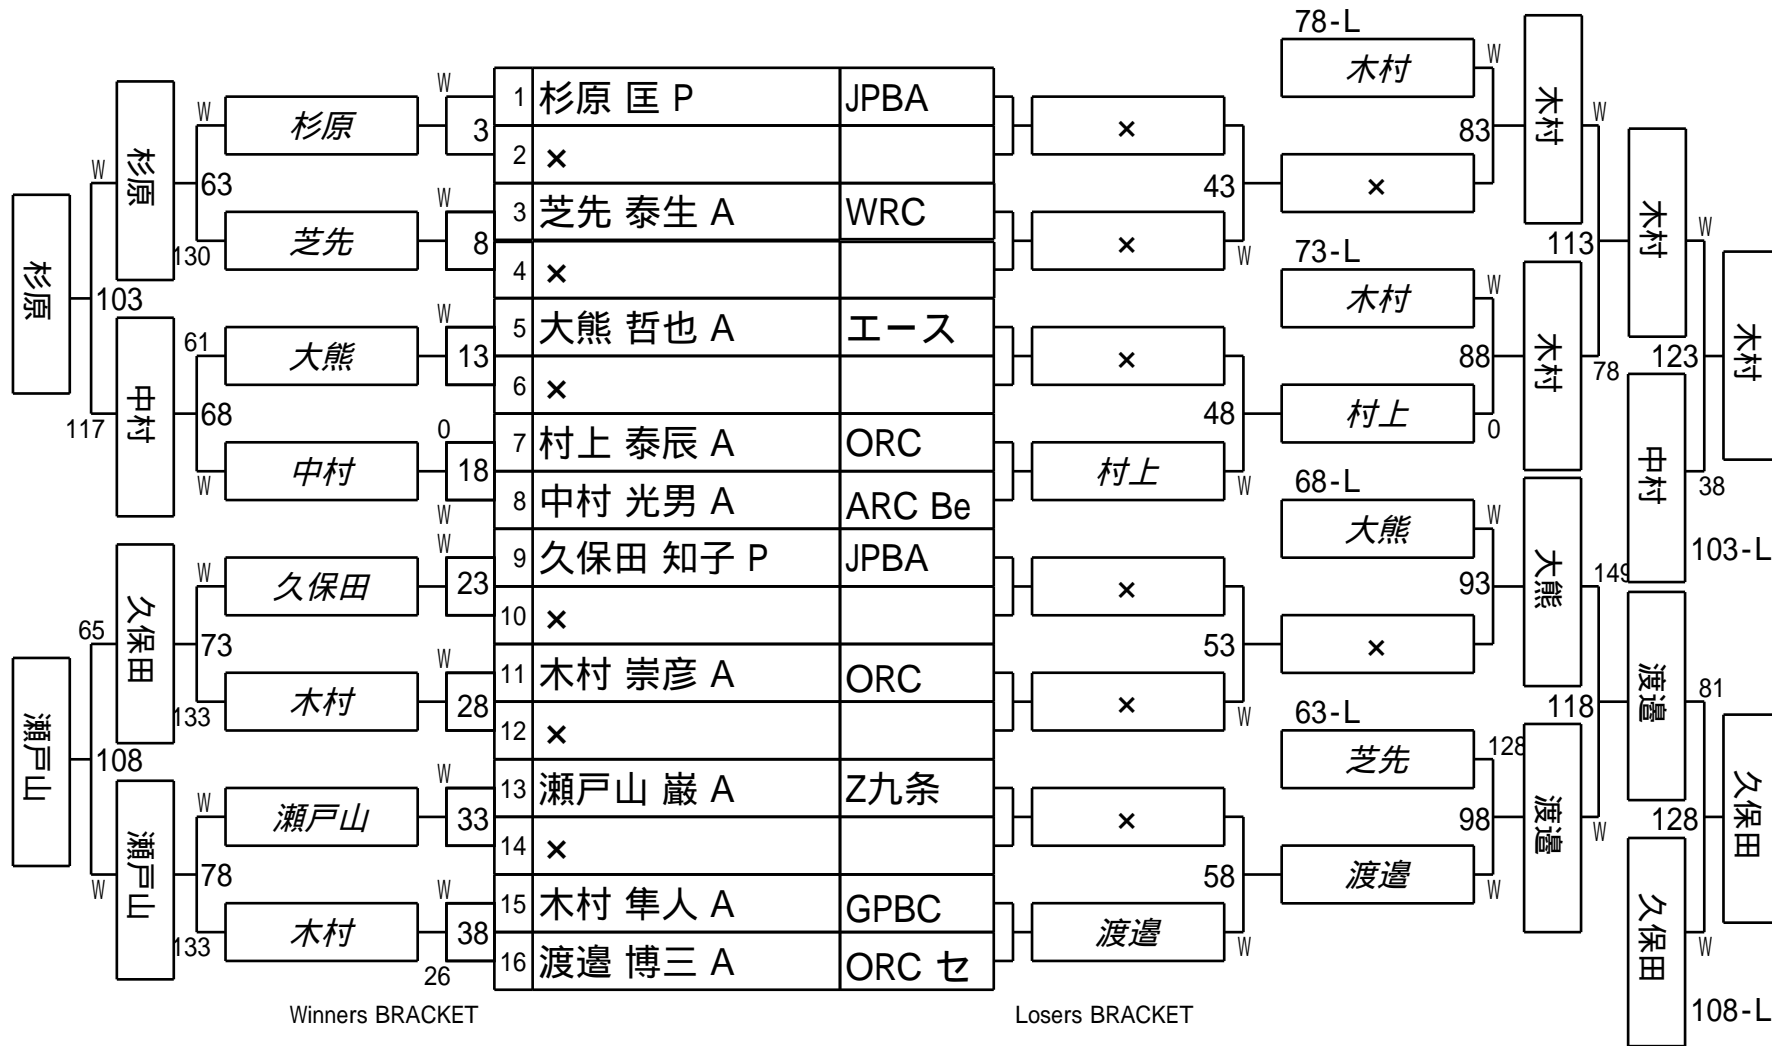 78-L
木村
W
W
1 杉原 匡 P JPBA
杉原
3
×
83
木村
W
W
2 ×
杉原
W
63
W
3 芝先 泰生 A WRC
43
×
芝先
8
×
W
130
4 ×
113
木村
W
73-L
木村
W
杉原
103
W
5 大熊 哲也 A エース
61
大熊
13
×
88
木村
78
123
木村
6 ×
中村
117
68
0
7 村上 泰辰 A ORC
48
村上
0
中村
18
村上
W
W
W
8 中村 光男 A ARC Be
68-L
大熊
W
中村
38
103-L
W
9 久保田 知子 P JPBA
W
久保田
23
×
93
大熊
149
10 ×
久保田
65
73
W
11 木村 崇彦 A ORC
53
×
木村
28
×
W
133
12 ×
118
渡邉
81
63-L
芝先
128
瀬戸山
108
W
13 瀬戸山 巌 A Z九条
W
瀬戸山
33
×
98
渡邉
W
128
久保田
14 ×
瀬戸山
W
78
W
15 木村 隼人 A GPBC
58
渡邉
W
木村
38
渡邉
W
133
26
16 渡邉 博三 A ORC セ
久保田
W
108-L
Winners BRACKET
Losers BRACKET